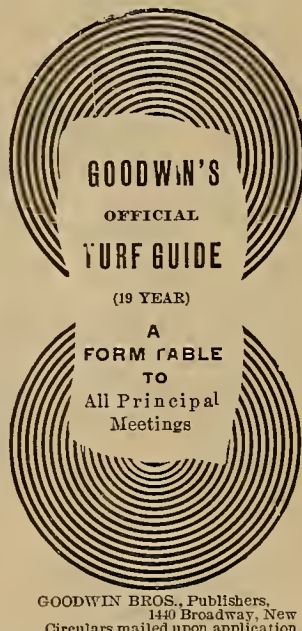 GOODWIN'S
OFFICIAL
TURF GUIDE
(19 YEAR)
A
FORM TABLE
TO
All Principal
Meetings
GOODWIN BROS., Publishers,
1440 Broadway, New
Circulars mailed upon application